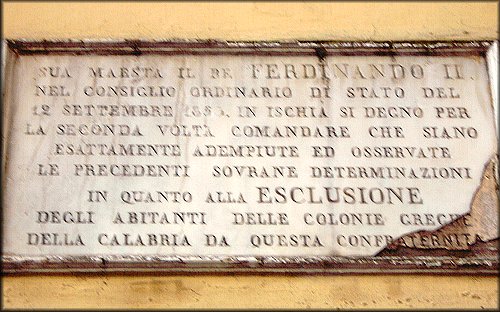 SUA MAESTA IL RE FERDINANDO II.
NEL CONSIGLIO ORDINARIO DI STATO DEL
12 SETTEMBRE IN ISCHIA SI DEGNO PER
LA SECONDA VOLTA COMANDARE CHE SIANO
ESATTAMENTE ADEMPIUTE ED OSSERVATE
LE PRECEDENTI SOVRANE DETERMINAZIONI
IN QUANTO ALLA ESCLUSIONE
DEGLI ABITANTI DELLE COLONIE GRECHE
DELLA CALABRIA DA QUESTA CONFRATERNITA